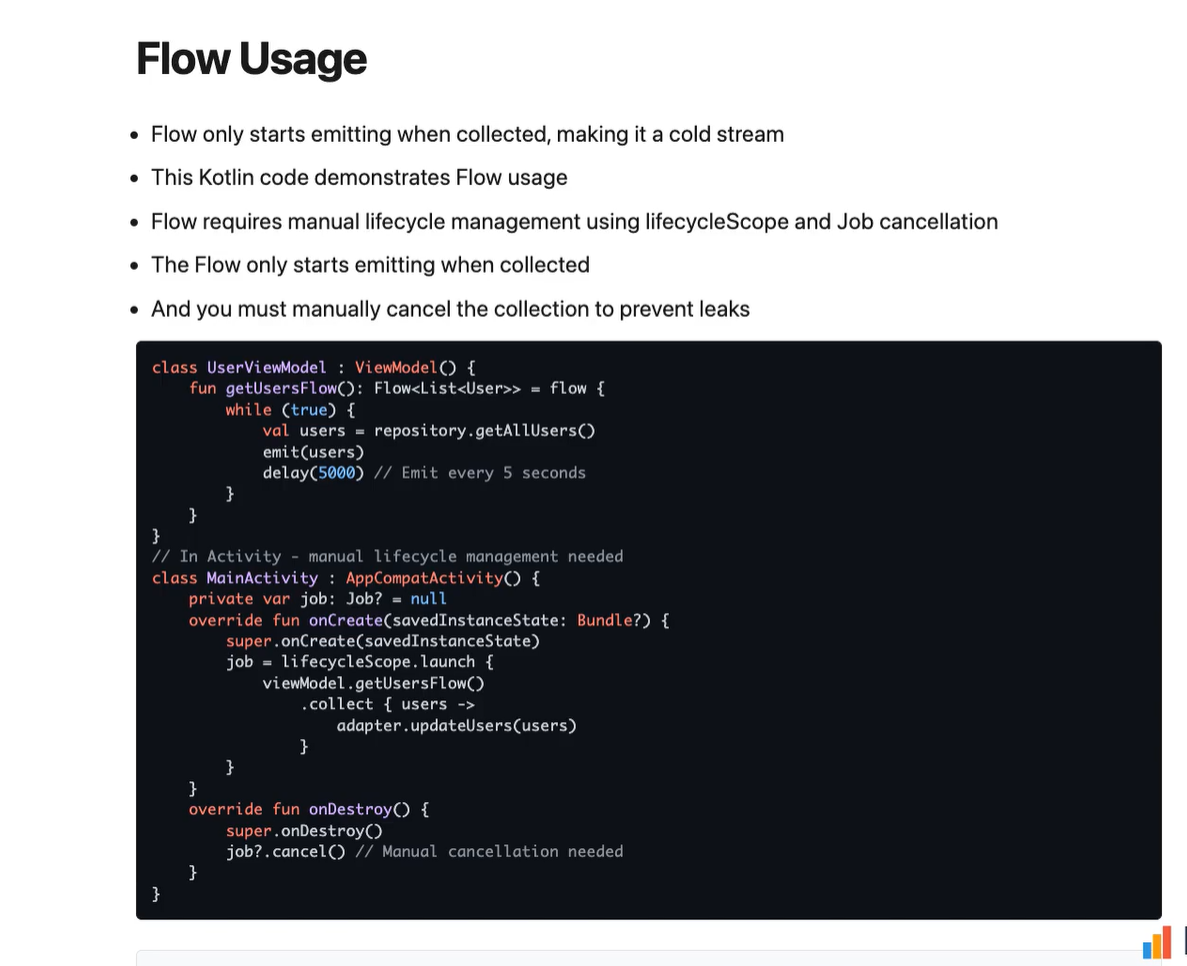 Flow Usage
• Flow only starts emitting when collected, making it a cold stream
• This Kotlin code demonstrates Flow usage
• Flow requires manual lifecycle management using lifecycleScope and Job cancellation
• The Flow only starts emitting when collected
• And you must manually cancel the collection to prevent leaks
class UserViewModel : ViewModel() {
    fun getUsersFlow(): Flow<List<User>> = flow {
        while (true) {
            val users = repository.getAllUsers()
            emit(users)
            delay(5000) // Emit every 5 seconds
        }
    }
}
// In Activity - manual lifecycle management needed
class MainActivity : AppCompatActivity() {
    private var job: Job? = null
    override fun onCreate(savedInstanceState: Bundle?) {
        super.onCreate(savedInstanceState)
        job = lifecycleScope.launch {
            viewModel.getUsersFlow()
                .collect { users ->
                    adapter.updateUsers(users)
                }
        }
    }
    override fun onDestroy() {
        super.onDestroy()
        job?.cancel() // Manual cancellation needed
    }
}